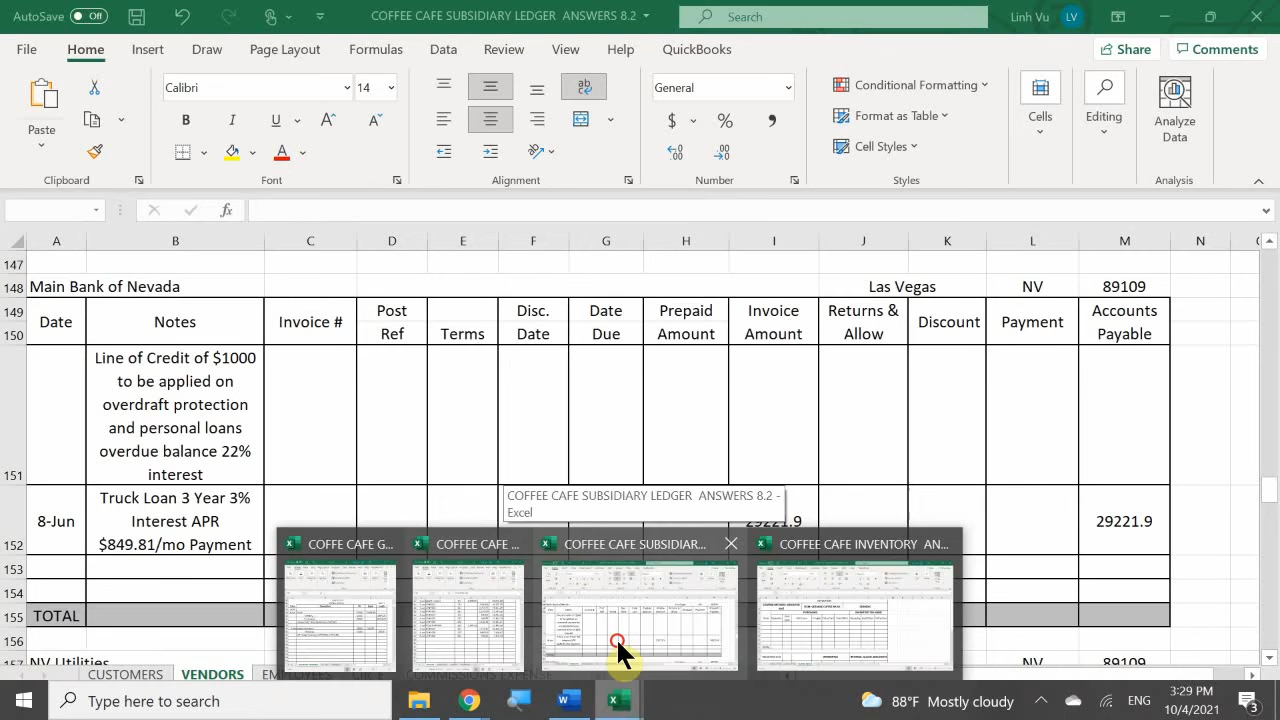 AutoSave Off COFFEE CAFE SUBSIDIARY LEDGER ANSWERS 8.2 Search Linh Vu LV
File Home Insert Draw Page Layout Formulas Data Review View Help QuickBooks Share Comments
Paste
Calibri 14
B I U A A
Clipboard Font Alignment
ab
General
$ % ,
Number
Conditional Formatting
Format as Table
Cell Styles
Styles
Cells
Editing
Analyze
Data
Analysis
fx
A B C D E F G H I J K L M N
147
148 Main Bank of Nevada Las Vegas NV 89109
149 Date Notes Invoice # Post Disc. Date Prepaid Invoice Returns & Discount Payment Accounts
150 Ref Terms Date Due Amount Amount Allow Payable
Line of Credit of $1000
to be applied on
overdraft protection
and personal loans
overdue balance 22%
151 interest
Truck Loan 3 Year 3%
8-Jun Interest APR 29221.9 29221.9
152 $849.81/mo Payment
COFFEE CAFE SUBSIDIARY LEDGER ANSWERS 8.2 -
Excel
COFFE CAFE G... COFFEE CAFE ... COFFEE CAFE SUBSIDIAR... COFFEE CAFE INVENTORY AN...
153
154
155 TOTAL
156
NV Utilities NV 89109
CUSTOMERS VENDORS
Type here to search
88°F Mostly cloudy ENG 3:29 PM
10/4/2021 3